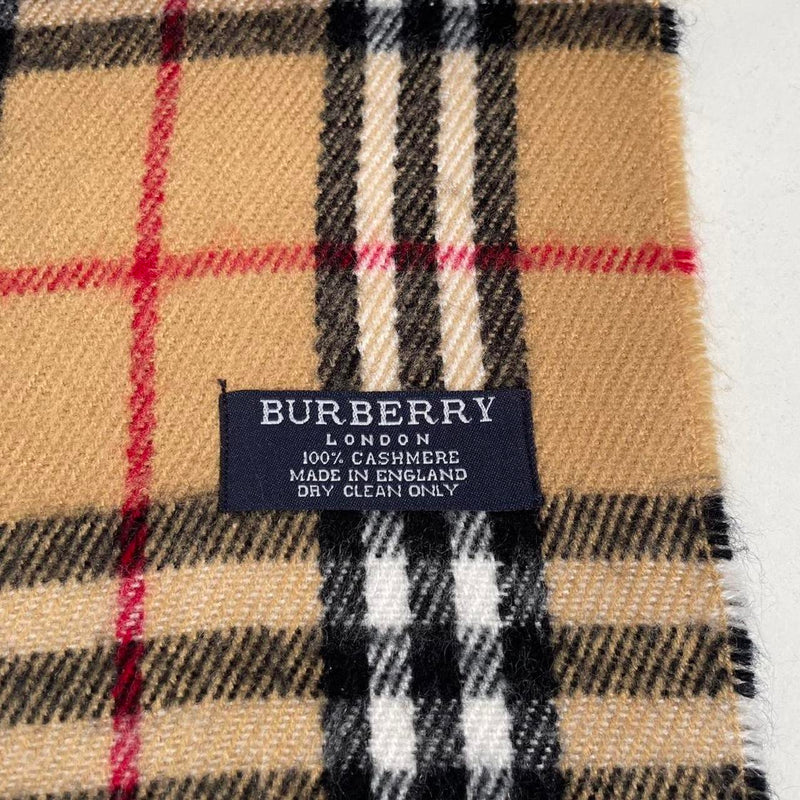 BURBERRY
LONDON
100% CASHMERE
MADE IN ENGLAND
DRY CLEAN ONLY